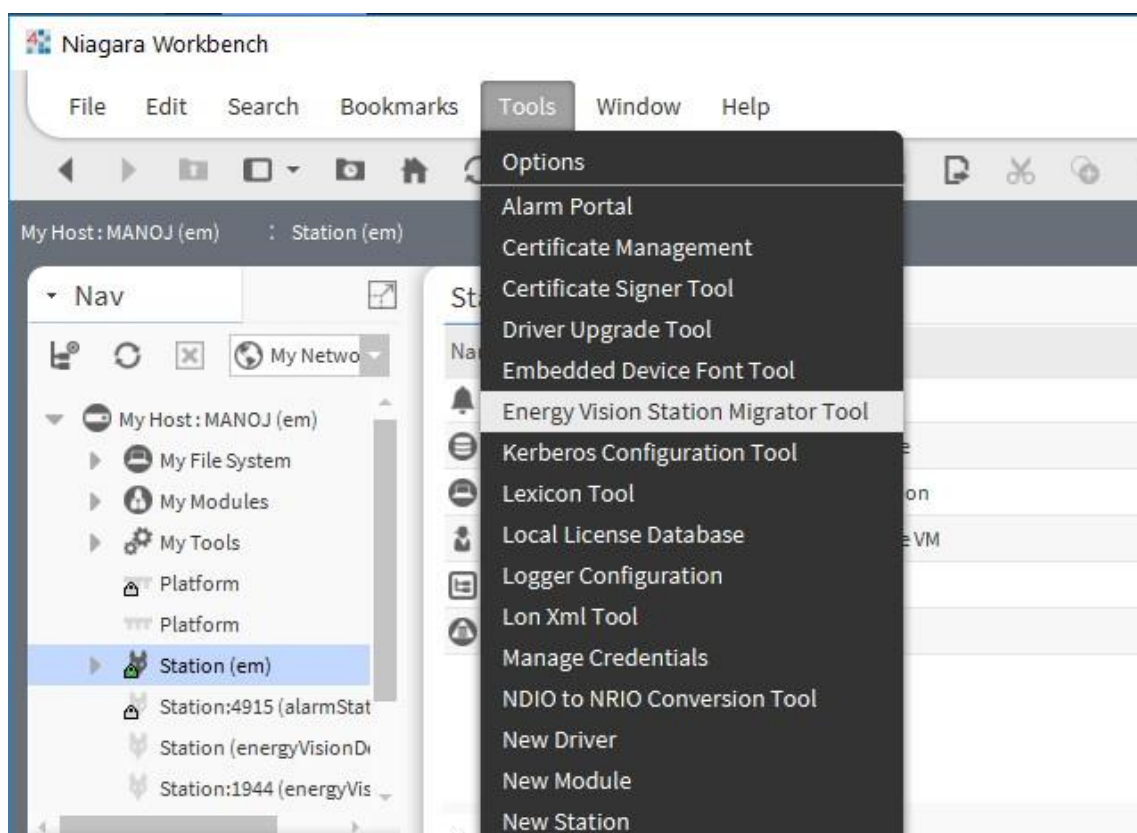 Niagara Workbench
File Edit Search Bookmarks Tools Window Help
Options
Alarm Portal
My Host : MANOJ (em) : Station (em)
Certificate Management
Nav
Certificate Signer Tool
Driver Upgrade Tool
My Netwo
Embedded Device Font Tool
My Host : MANOJ (em)
Energy Vision Station Migrator Tool
My File System
Kerberos Configuration Tool
My Modules
Lexicon Tool
on
My Tools
Local License Database
VM
Platform
Logger Configuration
Platform
Lon Xml Tool
Station (em)
Manage Credentials
Station:4915 (alarmStat
NDIO to NRIO Conversion Tool
Station (energyVisionD
New Driver
Station:1944 (energyVis
New Module
New Station